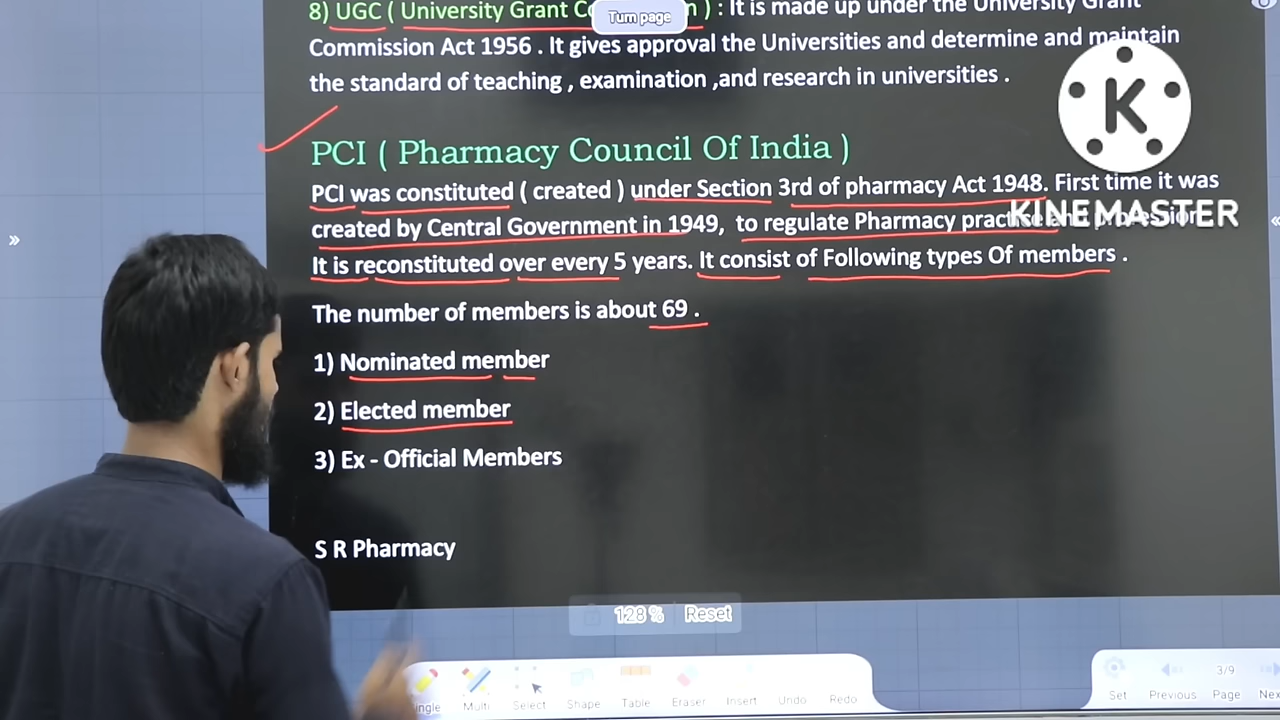 8) UGC ( University Grant ) : It is made up under the University Grant
Turn page
Commission Act 1956 . It gives approval the Universities and determine and maintain
the standard of teaching , examination ,and research in universities .
K
PCI ( Pharmacy Council Of India )
PCI was constituted ( created ) under Section 3rd of pharmacy Act 1948. First time it was
created by Central Government in 1949, to regulate Pharmacy practice and profession
KINEMASTER
It is reconstituted over every 5 years. It consist of Following types Of members .
The number of members is about 69 .
1) Nominated member
2) Elected member
3) Ex - Official Members
S R Pharmacy
128 % Reset
Multi Select Shape Table Eraser Insert Undo Redo
Set Previous 3/9 Page